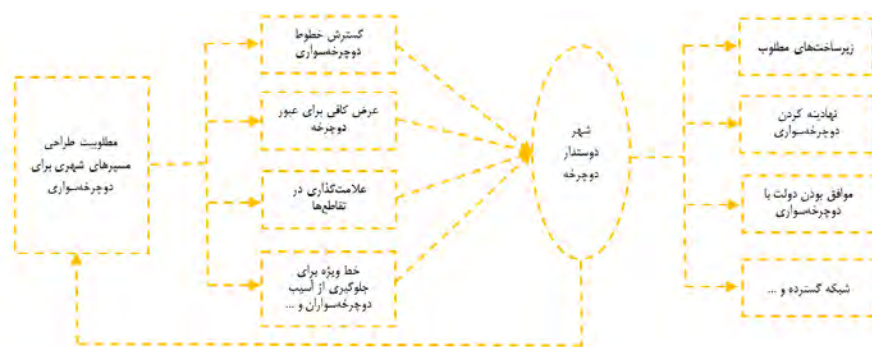 مطلوبیت طراحی
مسیرهای شهری برای
دوچرخه‌سواری
گسترش خطوط
دوچرخه‌سواری
عرض کافی برای عبور
دوچرخه
علامت‌گذاری در
تقاطع‌ها
خط ویژه برای
جلوگیری از آسیب
دوچرخه‌سواران و ...
شهر
دوستدار
دوچرخه
زیرساخت‌های مطلوب
نهادینه کردن
دوچرخه‌سواری
موافق بودن دولت با
دوچرخه‌سواری
شبکه گسترده و ...